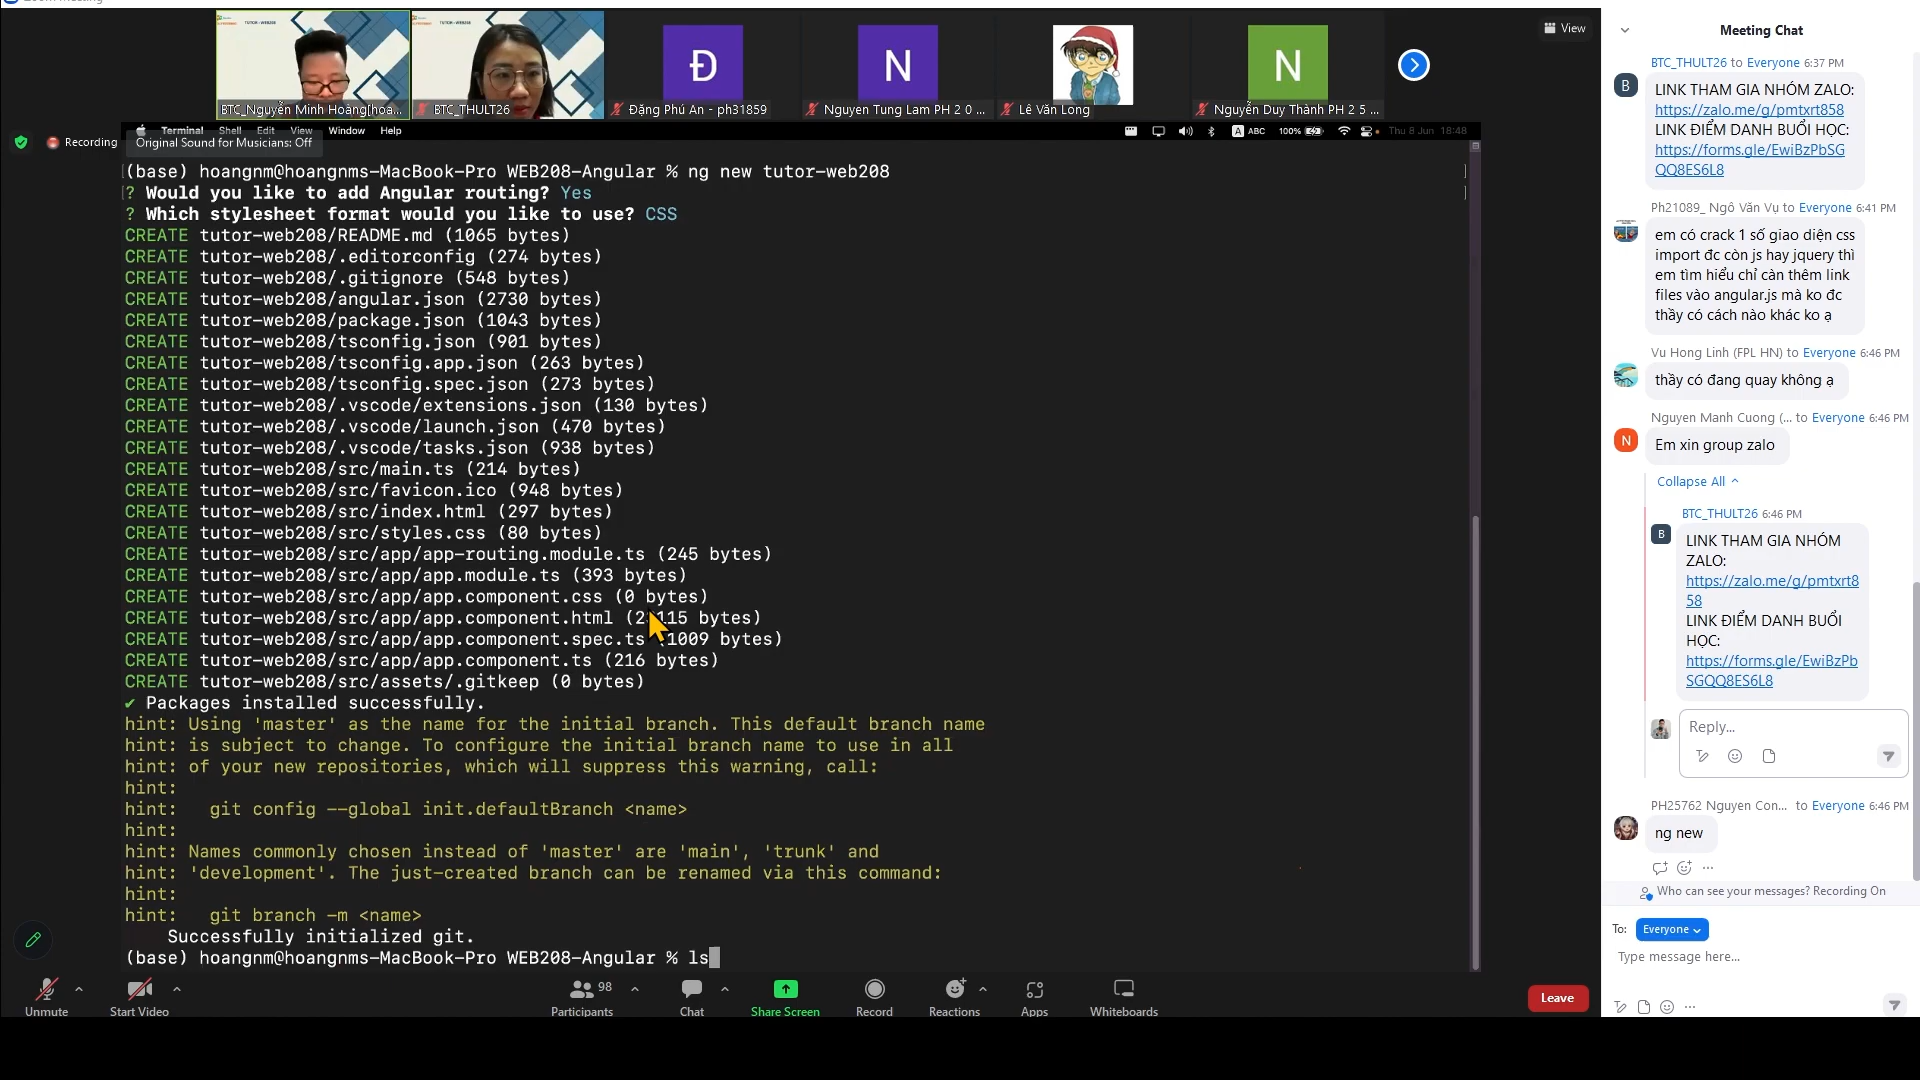 TUTOR - WEB208
TUTOR - WEB208
Đ
N
N
BTC_Nguyễn Minh Hoàng[hoa...
BTC_THULT26
Đặng Phú An - ph31859
Nguyen Tung Lam PH 2 0 ...
Lê Văn Long
Nguyễn Duy Thành PH 2 5 ...
View
Recording
Terminal Shell Edit View Window Help
ABC 100% Thu 8 Jun 18:48
Original Sound for Musicians: Off
(base) hoangnm@hoangnms-MacBook-Pro WEB208-Angular % ng new tutor-web208
? Would you like to add Angular routing? Yes
? Which stylesheet format would you like to use? CSS
CREATE tutor-web208/README.md (1065 bytes)
CREATE tutor-web208/.editorconfig (274 bytes)
CREATE tutor-web208/.gitignore (548 bytes)
CREATE tutor-web208/angular.json (2730 bytes)
CREATE tutor-web208/package.json (1043 bytes)
CREATE tutor-web208/tsconfig.json (901 bytes)
CREATE tutor-web208/tsconfig.app.json (263 bytes)
CREATE tutor-web208/tsconfig.spec.json (273 bytes)
CREATE tutor-web208/.vscode/extensions.json (130 bytes)
CREATE tutor-web208/.vscode/launch.json (470 bytes)
CREATE tutor-web208/.vscode/tasks.json (938 bytes)
CREATE tutor-web208/src/main.ts (214 bytes)
CREATE tutor-web208/src/favicon.ico (948 bytes)
CREATE tutor-web208/src/index.html (297 bytes)
CREATE tutor-web208/src/styles.css (80 bytes)
CREATE tutor-web208/src/app/app-routing.module.ts (245 bytes)
CREATE tutor-web208/src/app/app.module.ts (393 bytes)
CREATE tutor-web208/src/app/app.component.css (0 bytes)
CREATE tutor-web208/src/app/app.component.html bytes)
CREATE tutor-web208/src/app/app.component.spec.ts 1009 bytes)
CREATE tutor-web208/src/app/app.component.ts (216 bytes)
CREATE tutor-web208/src/assets/.gitkeep (0 bytes)
✔ Packages installed successfully.
hint: Using 'master' as the name for the initial branch. This default branch name
hint: is subject to change. To configure the initial branch name to use in all
hint: of your new repositories, which will suppress this warning, call:
hint:
hint: git config --global init.defaultBranch <name>
hint:
hint: Names commonly chosen instead of 'master' are 'main', 'trunk' and
hint: 'development'. The just-created branch can be renamed via this command:
hint:
hint: git branch -m <name>
Successfully initialized git.
(base) hoangnm@hoangnms-MacBook-Pro WEB208-Angular % ls
Unmute
Start Video
98
Participants
Chat
Share Screen
Record
Reactions
Apps
Whiteboards
Leave
Meeting Chat
BTC_THULT26 to Everyone 6:37 PM
B
LINK THAM GIA NHÓM ZALO:
https://zalo.me/g/pmtxrt858
LINK ĐIỂM DANH BUỔI HỌC:
https://forms.gle/EwiBzPbSG
QQ8ES6L8
Ph21089_ Ngô Văn Vụ to Everyone 6:41 PM
em có crack 1 số giao diện css
import đc còn js hay jquery thì
em tìm hiểu chỉ càn thêm link
files vào angular.js mà ko đc
thầy có cách nào khác ko ạ
Vu Hong Linh (FPL HN) to Everyone 6:46 PM
thầy có đang quay không ạ
Nguyen Manh Cuong (... to Everyone 6:46 PM
N
Em xin group zalo
Collapse All
BTC_THULT26 6:46 PM
B
LINK THAM GIA NHÓM
ZALO:
https://zalo.me/g/pmtxrt8
58
LINK ĐIỂM DANH BUỔI
HỌC:
https://forms.gle/EwiBzPb
SGQQ8ES6L8
Reply...
PH25762 Nguyen Con... to Everyone 6:46 PM
ng new
Who can see your messages? Recording On
To: Everyone
Type message here...